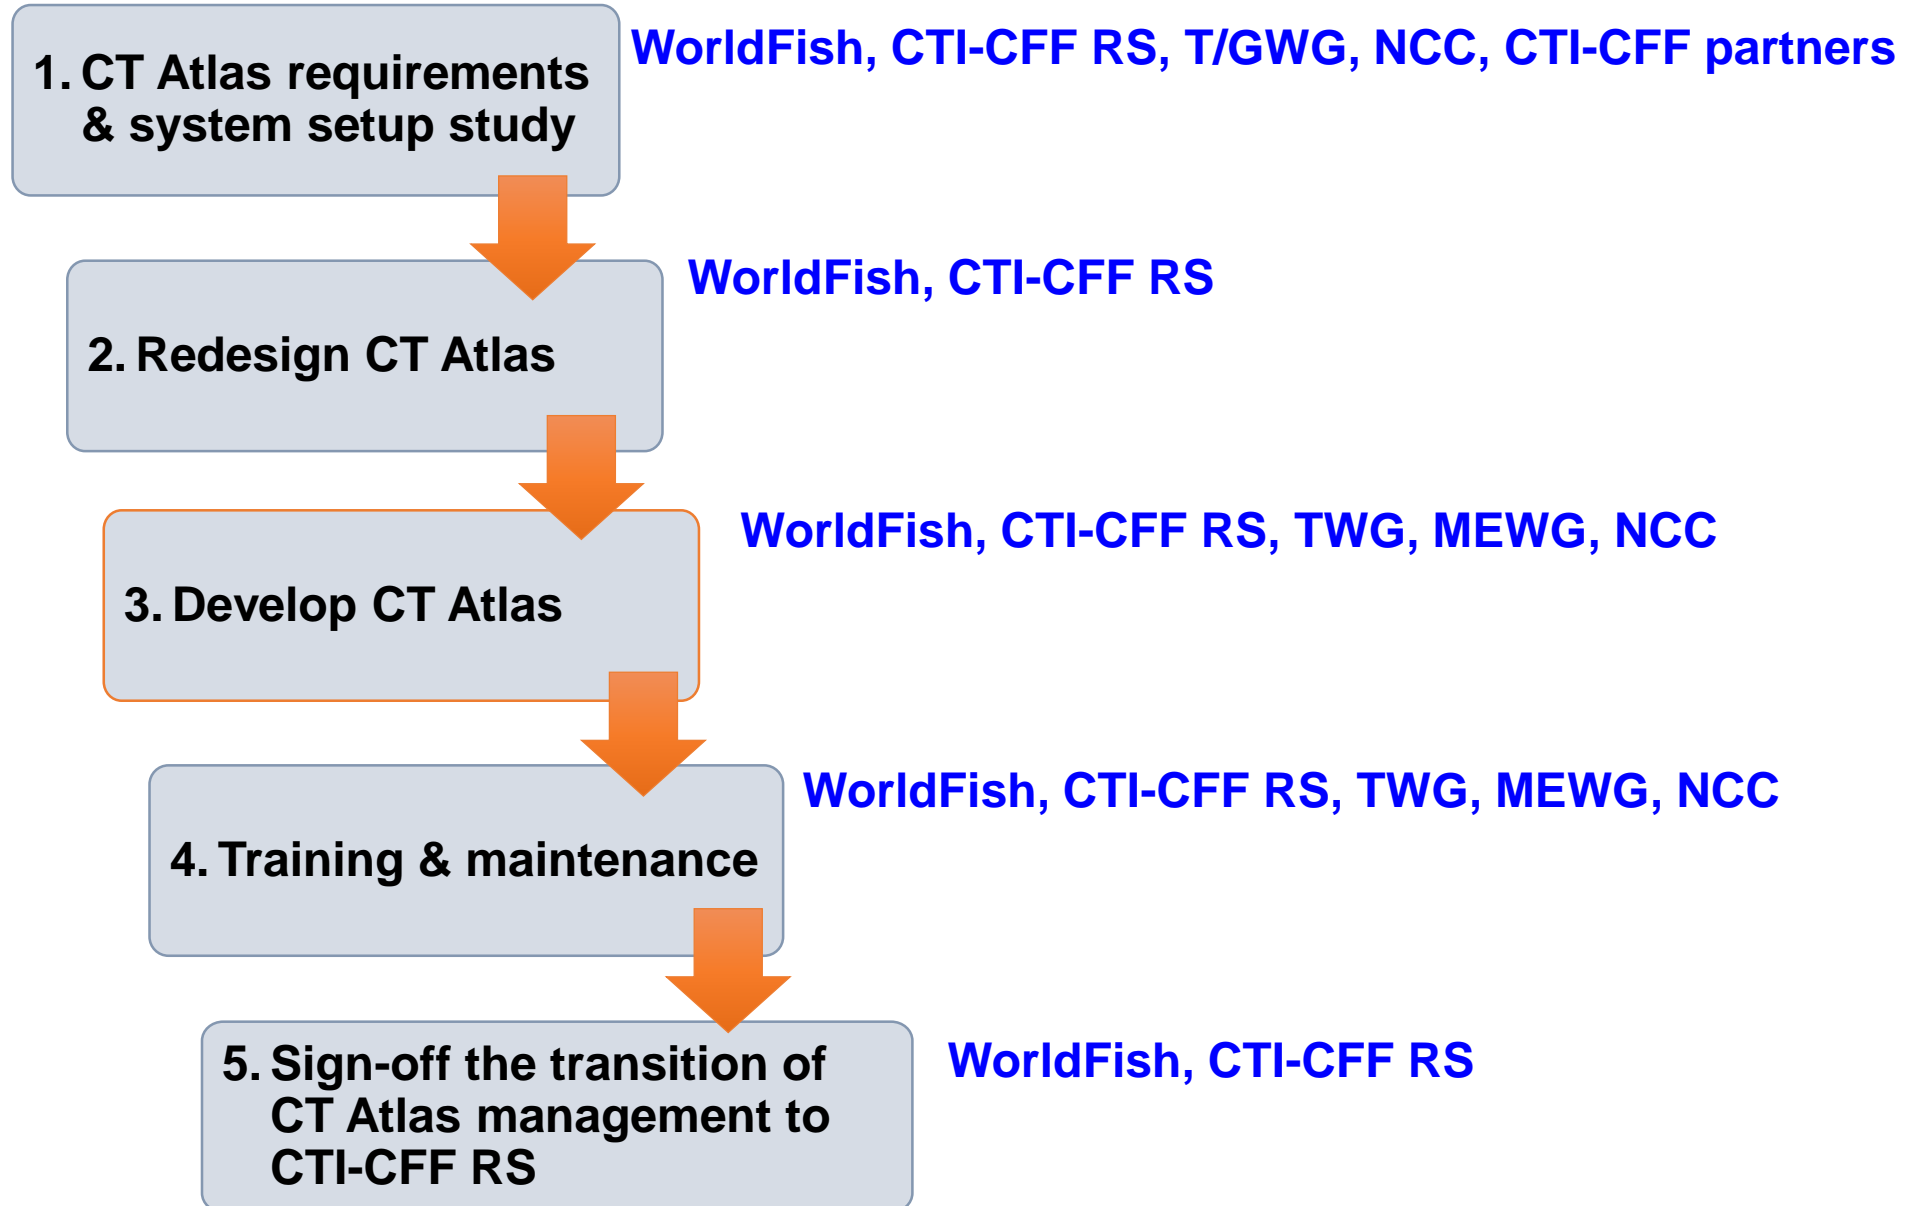 WorldFish, CTI-CFF RS, T/GWG, NCC, CTI-CFF partners
1. CT Atlas requirements
& system setup study
WorldFish, CTI-CFF RS
2. Redesign CT Atlas
WorldFish, CTI-CFF RS, TWG, MEWG, NCC
3. Develop CT Atlas
WorldFish, CTI-CFF RS, TWG, MEWG, NCC
4. Training & maintenance
WorldFish, CTI-CFF RS
5. Sign-off the transition of
CT Atlas management to
CTI-CFF RS